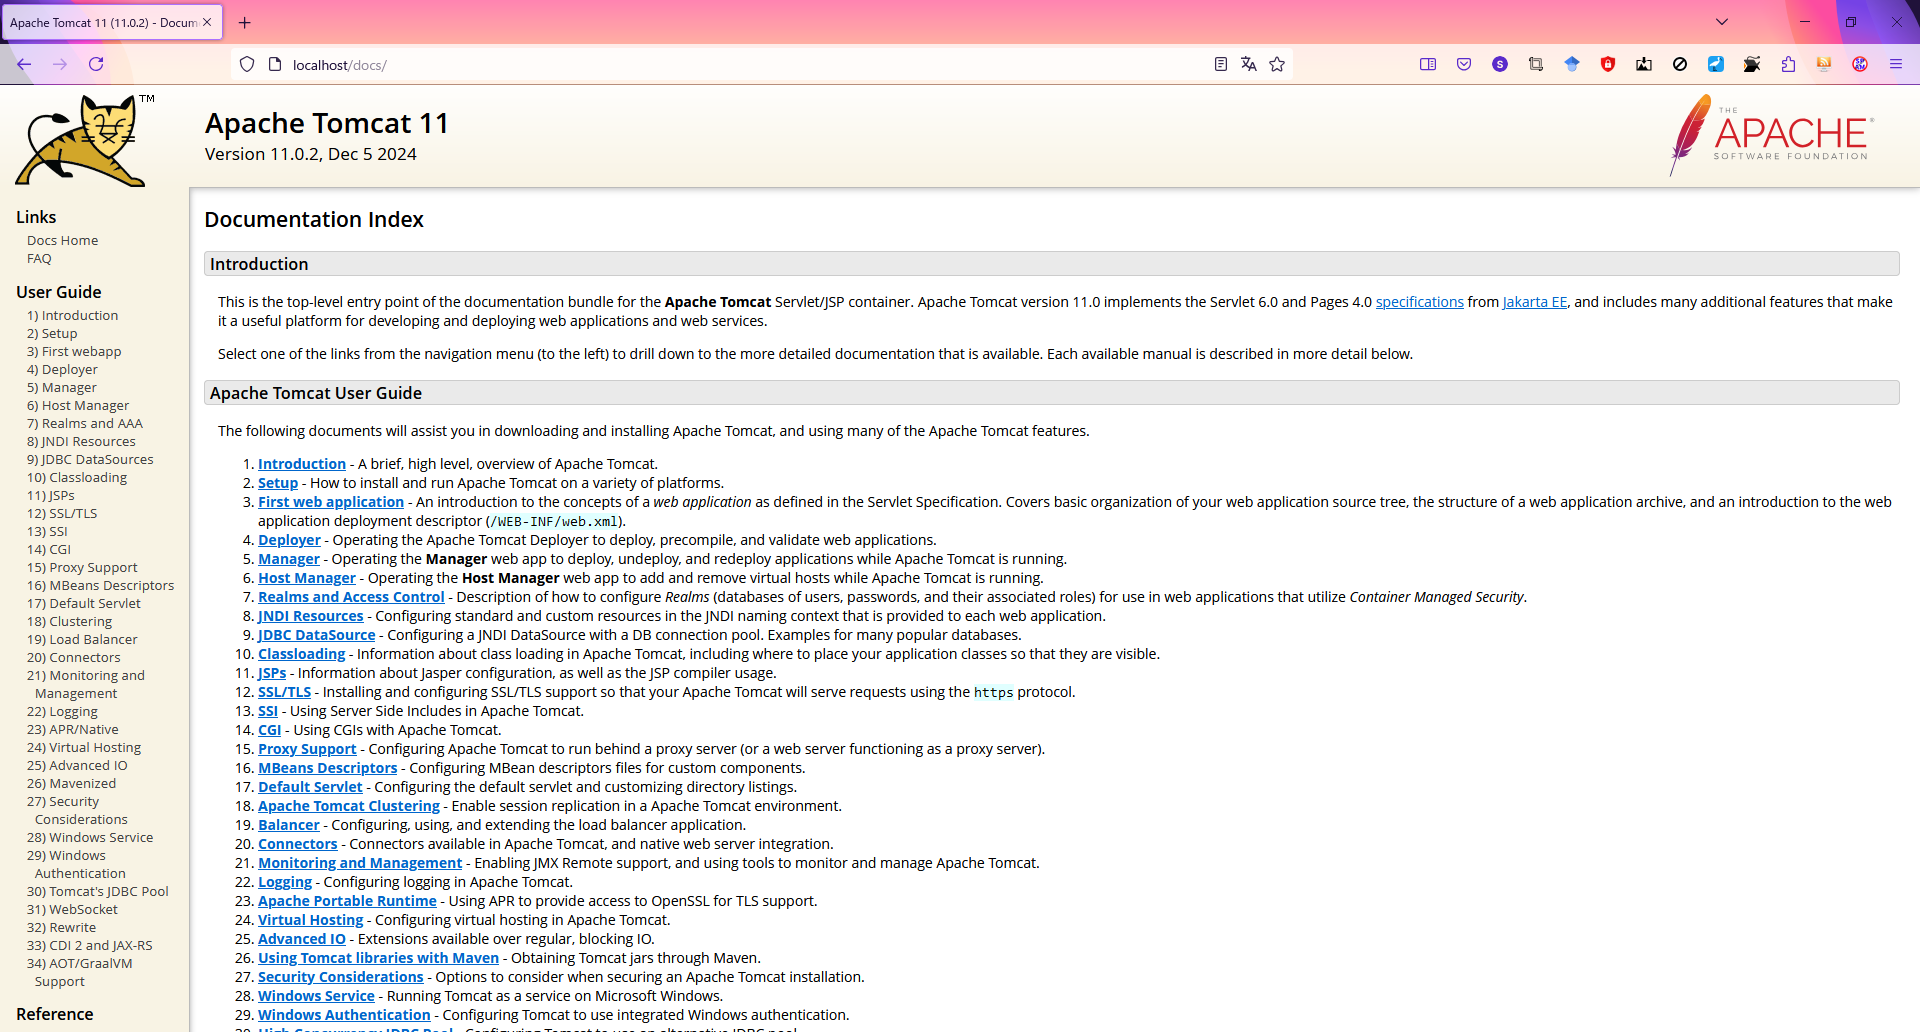 Apache Tomcat 11 (11.0.2) - Docum
localhost/docs/
S
TM
Apache Tomcat 11
Version 11.0.2, Dec 5 2024
THE
APACHE®
SOFTWARE FOUNDATION
Links
Docs Home
FAQ
User Guide
1) Introduction
2) Setup
3) First webapp
4) Deployer
5) Manager
6) Host Manager
7) Realms and AAA
8) JNDI Resources
9) JDBC DataSources
10) Classloading
11) JSPs
12) SSL/TLS
13) SSI
14) CGI
15) Proxy Support
16) MBeans Descriptors
17) Default Servlet
18) Clustering
19) Load Balancer
20) Connectors
21) Monitoring and
Management
22) Logging
23) APR/Native
24) Virtual Hosting
25) Advanced IO
26) Mavenized
27) Security
Considerations
28) Windows Service
29) Windows
Authentication
30) Tomcat's JDBC Pool
31) WebSocket
32) Rewrite
33) CDI 2 and JAX-RS
34) AOT/GraalVM
Support
Reference
Documentation Index
Introduction
This is the top-level entry point of the documentation bundle for the Apache Tomcat Servlet/JSP container. Apache Tomcat version 11.0 implements the Servlet 6.0 and Pages 4.0 specifications from Jakarta EE, and includes many additional features that make
it a useful platform for developing and deploying web applications and web services.
Select one of the links from the navigation menu (to the left) to drill down to the more detailed documentation that is available. Each available manual is described in more detail below.
Apache Tomcat User Guide
The following documents will assist you in downloading and installing Apache Tomcat, and using many of the Apache Tomcat features.
1. Introduction - A brief, high level, overview of Apache Tomcat.
2. Setup - How to install and run Apache Tomcat on a variety of platforms.
3. First web application - An introduction to the concepts of a web application as defined in the Servlet Specification. Covers basic organization of your web application source tree, the structure of a web application archive, and an introduction to the web
application deployment descriptor (/WEB-INF/web.xml).
4. Deployer - Operating the Apache Tomcat Deployer to deploy, precompile, and validate web applications.
5. Manager - Operating the Manager web app to deploy, undeploy, and redeploy applications while Apache Tomcat is running.
6. Host Manager - Operating the Host Manager web app to add and remove virtual hosts while Apache Tomcat is running.
7. Realms and Access Control - Description of how to configure Realms (databases of users, passwords, and their associated roles) for use in web applications that utilize Container Managed Security.
8. JNDI Resources - Configuring standard and custom resources in the JNDI naming context that is provided to each web application.
9. JDBC DataSource - Configuring a JNDI DataSource with a DB connection pool. Examples for many popular databases.
10. Classloading - Information about class loading in Apache Tomcat, including where to place your application classes so that they are visible.
11. JSPs - Information about Jasper configuration, as well as the JSP compiler usage.
12. SSL/TLS - Installing and configuring SSL/TLS support so that your Apache Tomcat will serve requests using the https protocol.
13. SSI - Using Server Side Includes in Apache Tomcat.
14. CGI - Using CGIs with Apache Tomcat.
15. Proxy Support - Configuring Apache Tomcat to run behind a proxy server (or a web server functioning as a proxy server).
16. MBeans Descriptors - Configuring MBean descriptors files for custom components.
17. Default Servlet - Configuring the default servlet and customizing directory listings.
18. Apache Tomcat Clustering - Enable session replication in a Apache Tomcat environment.
19. Balancer - Configuring, using, and extending the load balancer application.
20. Connectors - Connectors available in Apache Tomcat, and native web server integration.
21. Monitoring and Management - Enabling JMX Remote support, and using tools to monitor and manage Apache Tomcat.
22. Logging - Configuring logging in Apache Tomcat.
23. Apache Portable Runtime - Using APR to provide access to OpenSSL for TLS support.
24. Virtual Hosting - Configuring virtual hosting in Apache Tomcat.
25. Advanced IO - Extensions available over regular, blocking IO.
26. Using Tomcat libraries with Maven - Obtaining Tomcat jars through Maven.
27. Security Considerations - Options to consider when securing an Apache Tomcat installation.
28. Windows Service - Running Tomcat as a service on Microsoft Windows.
29. Windows Authentication - Configuring Tomcat to use integrated Windows authentication.
30. High Concurrency JDBC Pool - Configuring Tomcat to use an alternative JDBC pool.